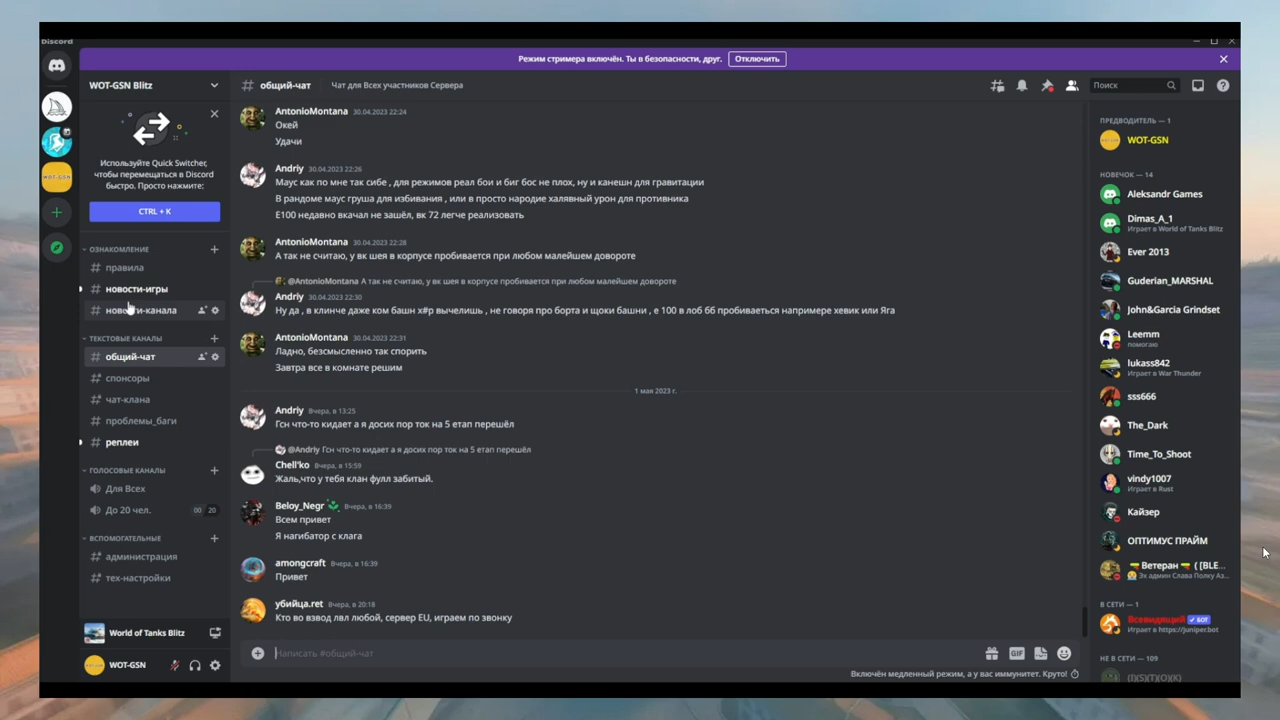 Discord
Режим стримера включён. Ты в безопасности, друг.
Отключить
WOT-GSN Blitz
общий-чат
Чат для Всех участников Сервера
Поиск
Используйте Quick Switcher,
чтобы перемещаться в Discord
быстро. Просто нажмите:
CTRL + K
ОЗНАКОМЛЕНИЕ
правила
новости-игры
новости-канала
ТЕКСТОВЫЕ КАНАЛЫ
общий-чат
спонсоры
чат-клана
проблемы_баги
реплеи
ГОЛОСОВЫЕ КАНАЛЫ
Для Всех
До 20 чел.
00 20
ВСПОМОГАТЕЛЬНЫЕ
администрация
тех-настройки
World of Tanks Blitz
WOT-GSN
AntonioMontana 30.04.2023 22:24
Окей
Удачи
Andriy 30.04.2023 22:26
Маус как по мне так сибе , для режимов реал бои и биг бос не плох, ну и канешн для гравитации
В рандоме маус груша для избивания , или в просто народие халявный урон для противника
Е100 недавно вкачал не зашёл, вк 72 легче реализовать
AntonioMontana 30.04.2023 22:28
А так не считаю, у вк шея в корпусе пробивается при любом малейшем довороте
@AntonioMontana А так не считаю, у вк шея в корпусе пробивается при любом малейшем довороте
Andriy 30.04.2023 22:30
Ну да , в клинче даже ком башн х#р вычелишь , не говоря про борта и щоки башни , е 100 в лоб бб пробиваеться например хевик или Яга
AntonioMontana 30.04.2023 22:31
Ладно, безсмысленно так спорить
Завтра все в комнате решим
1 мая 2023 г.
Andriy Вчера, в 13:25
Гсн что-то кидает а я досих пор ток на 5 етап перешёл
@Andriy Гсн что-то кидает а я досих пор ток на 5 етап перешёл
Chell'ko Вчера, в 15:59
Жаль,что у тебя клан фулл забитый.
Beloy_Negr Вчера, в 16:39
Всем привет
Я нагибатор с клага
amongcraft Вчера, в 16:39
Привет
убийца.ret Вчера, в 20:18
Кто во взвод лвл любой, сервер EU, играем по звонку
Написать #общий-чат
GIF
Включён медленный режим, а у вас иммунитет. Круто!
ПРЕДВОДИТЕЛЬ — 1
WOT-GSN
НОВЕЧОК — 14
Aleksandr Games
Dimas_A_1
Играет в World of Tanks Blitz
Ever 2013
Guderian_MARSHAL
John&Garcia Grindset
Leemm
помогаю
lukass842
Играет в War Thunder
sss666
The_Dark
Time_To_Shoot
vindy1007
Играет в Rust
Кайзер
ОПТИМУС ПРАЙМ
Ветеран ( [BLE...
Эх админ Слава Полку Аз...
В СЕТИ — 1
Всевидящий БОТ
Играет в https://juniper.bot
НЕ В СЕТИ — 109
(T)(S)(T)(O)(K)